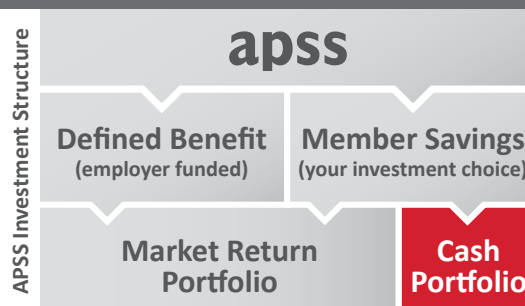 APSS Investment Structure
apss
Defined Benefit
(employer funded)
Member Savings
(your investment choice)
Market Return
Portfolio
Cash
Portfolio